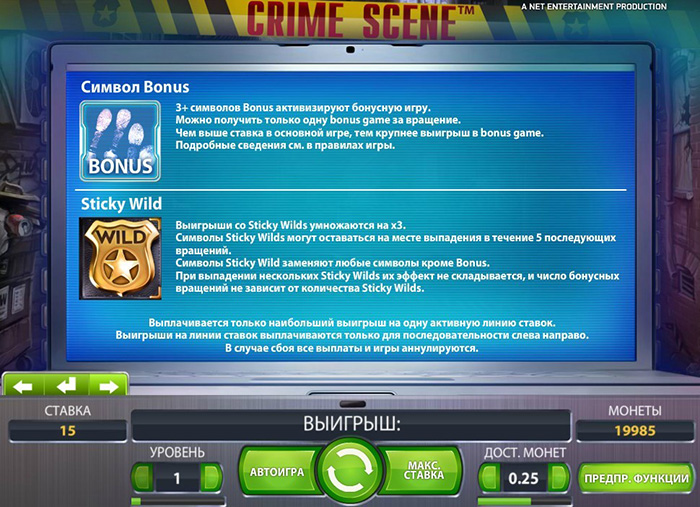 CRIME SCENE™
A NET ENTERTAINMENT PRODUCTION
Символ Bonus
3+ символов Bonus активизируют бонусную игру.
Можно получить только одну bonus game за вращение.
Чем выше ставка в основной игре, тем крупнее выигрыш в bonus game.
Подробные сведения см. в правилах игры.
BONUS
Sticky Wild
WILD
Выигрыши со Sticky Wilds умножаются на x3.
Символы Sticky Wilds могут оставаться на месте выпадения в течение 5 последующих
вращений.
Символы Sticky Wild заменяют любые символы кроме Bonus.
При выпадении нескольких Sticky Wilds их эффект не складывается, и число бонусных
вращений не зависит от количества Sticky Wilds.
Выплачивается только наибольший выигрыш на одну активную линию ставок.
Выигрыши на линии ставок выплачиваются только для последовательности слева направо.
В случае сбоя все выплаты и игры аннулируются.
СТАВКА
15
ВЫИГРЫШ:
МОНЕТЫ
19985
УРОВЕНЬ
1
АВТОИГРА
МАКС.
СТАВКА
ДОСТ. МОНЕТ
0.25
ПРЕДПР. ФУНКЦИИ